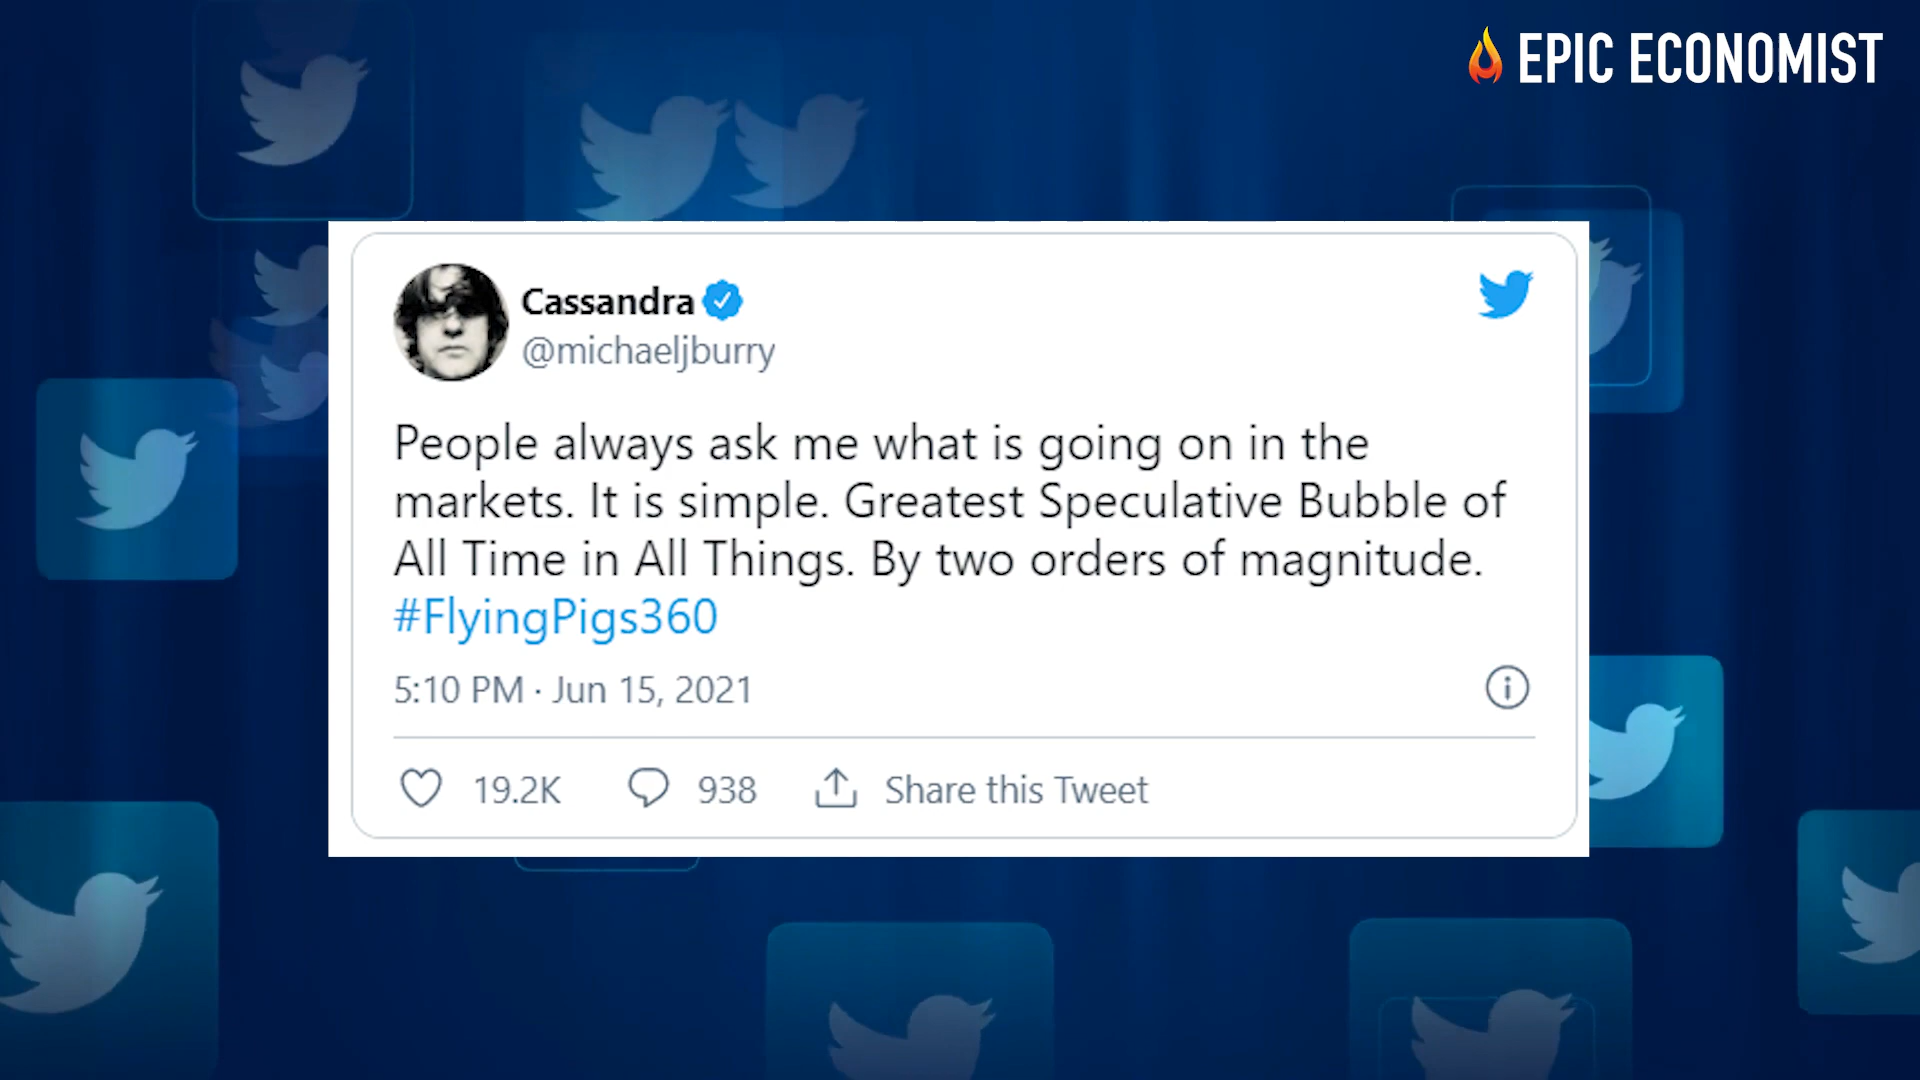 EPIC ECONOMIST
Cassandra
@michaeljburry
People always ask me what is going on in the
markets. It is simple. Greatest Speculative Bubble of
All Time in All Things. By two orders of magnitude.
#FlyingPigs360
5:10 PM · Jun 15, 2021
19.2K 938 Share this Tweet